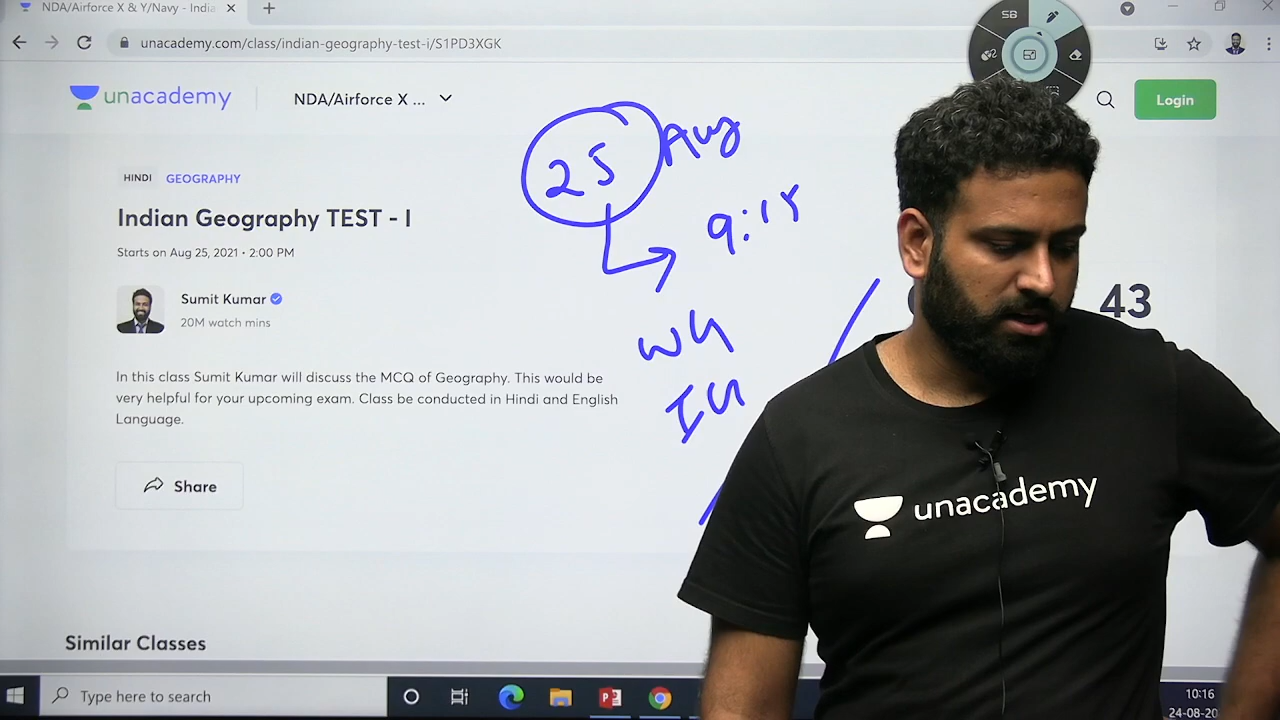 NDA/Airforce X & Y/Navy - India
unacademy.com/class/indian-geography-test-i/S1PD3XGK
SB
unacademy
NDA/Airforce X ...
Login
HINDI GEOGRAPHY
Indian Geography TEST - I
Starts on Aug 25, 2021 • 2:00 PM
Sumit Kumar
20M watch mins
In this class Sumit Kumar will discuss the MCQ of Geography. This would be
very helpful for your upcoming exam. Class be conducted in Hindi and English
Language.
Share
Similar Classes
25 Aug
9:15
WG
IG
43
unacademy
Type here to search
10:16
24-08-20